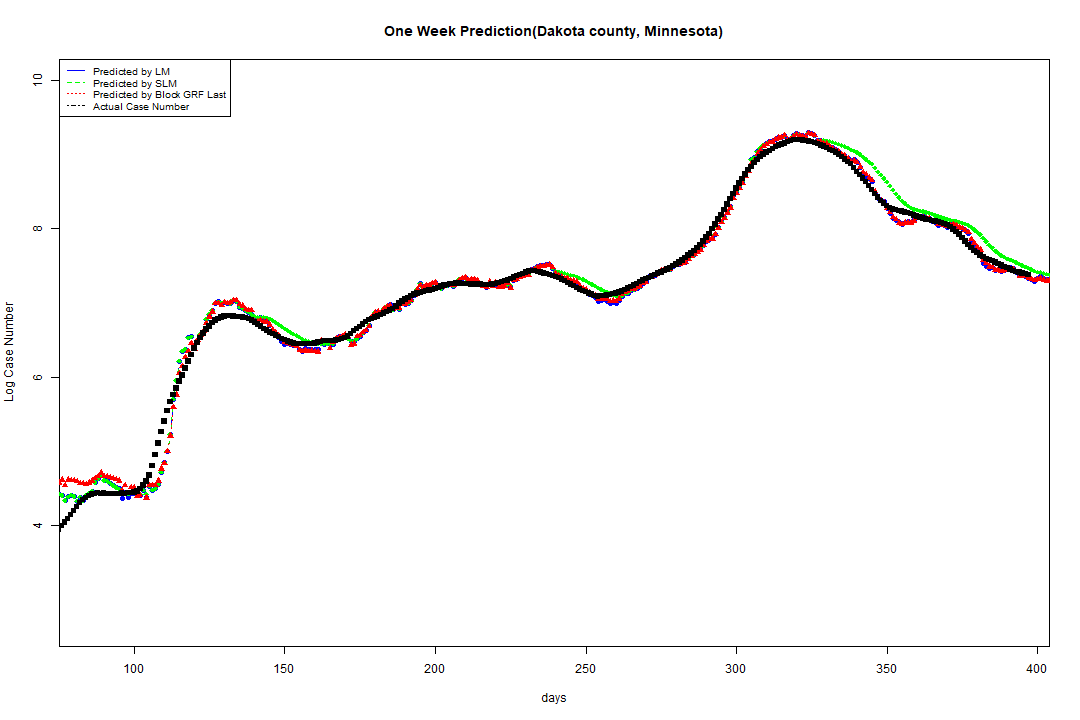 One Week Prediction(Dakota county, Minnesota)
Predicted by LM
Predicted by SLM
Predicted by Block GRF Last
Actual Case Number
10
8
6
4
Log Case Number
100 150 200 250 300 350 400
days